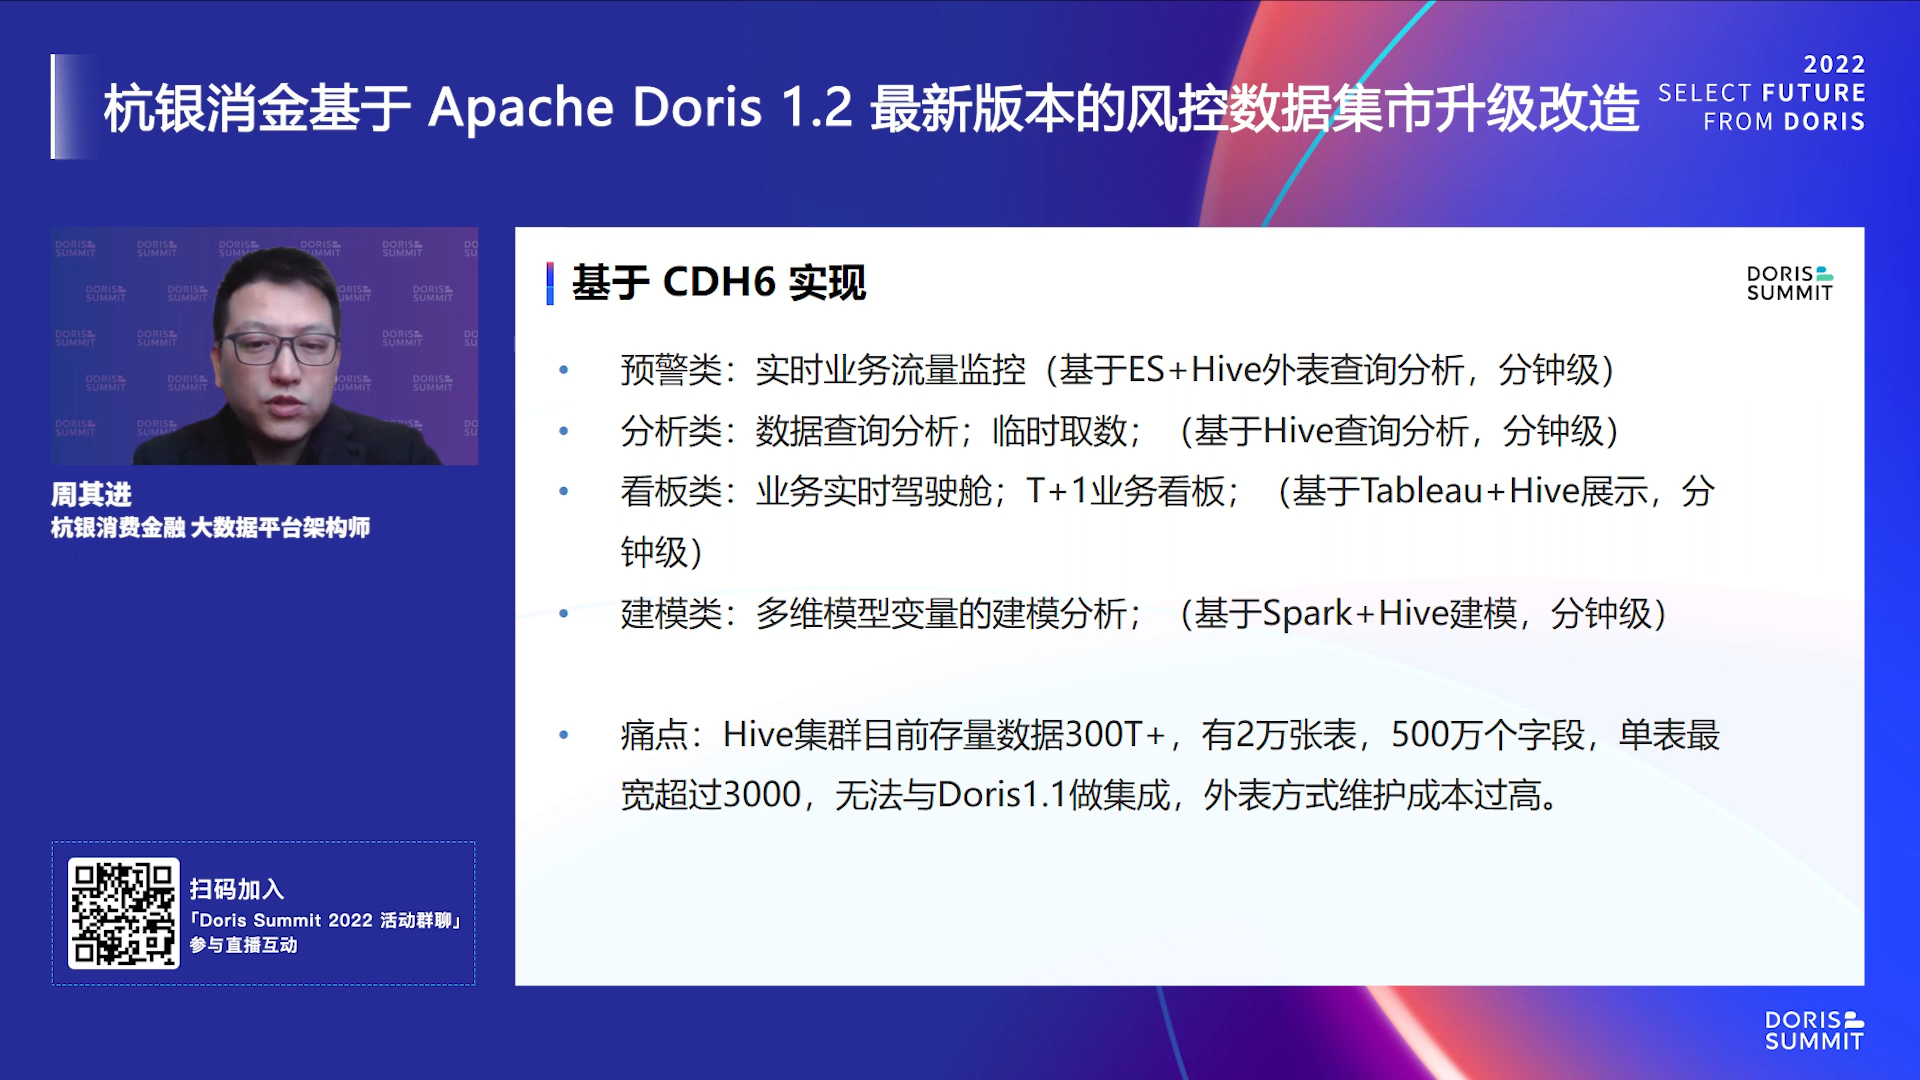 杭银消金基于 Apache Doris 1.2 最新版本的风控数据集市升级改造
2022
SELECT FUTURE
FROM DORIS
DORIS
SUMMIT
周其进
杭银消费金融 大数据平台架构师
基于 CDH6 实现
DORIS
SUMMIT
• 预警类：实时业务流量监控（基于ES+Hive外表查询分析，分钟级）
• 分析类：数据查询分析；临时取数；（基于Hive查询分析，分钟级）
• 看板类：业务实时驾驶舱；T+1业务看板；（基于Tableau+Hive展示，分
钟级）
• 建模类：多维模型变量的建模分析；（基于Spark+Hive建模，分钟级）
• 痛点：Hive集群目前存量数据300T+，有2万张表，500万个字段，单表最
宽超过3000，无法与Doris1.1做集成，外表方式维护成本过高。
扫码加入
「Doris Summit 2022 活动群聊」
参与直播互动
DORIS
SUMMIT